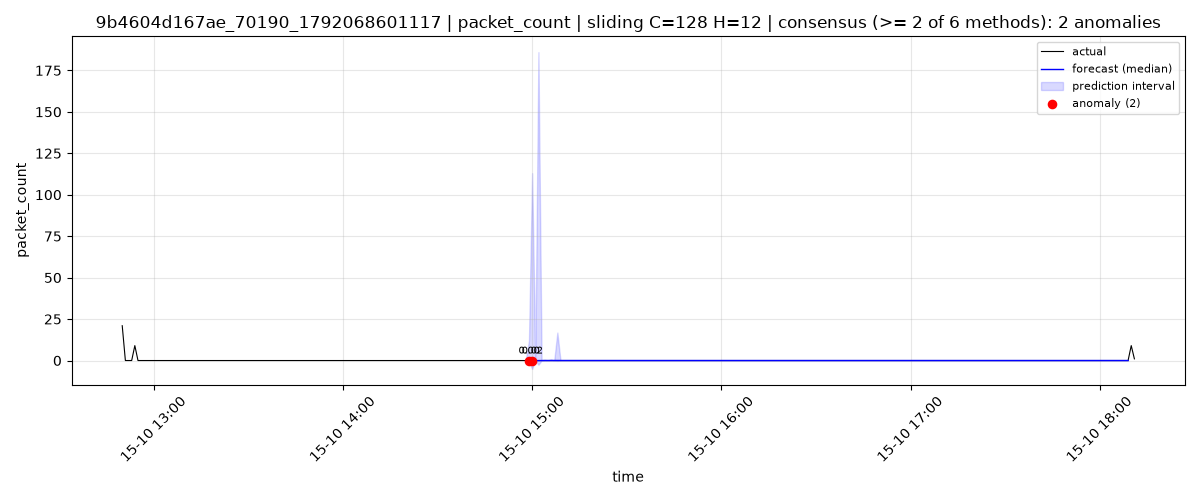 9b4604d167ae_70190_1792068601117 | packet_count | sliding C=128 H=12 | consensus (>= 2 of 6 methods): 2 anomalies
actual
forecast (median)
prediction interval
anomaly (2)
packet_count
175
150
125
100
75
50
25
0
15-10 13:00
15-10 14:00
15-10 15:00
15-10 16:00
15-10 17:00
15-10 18:00
time